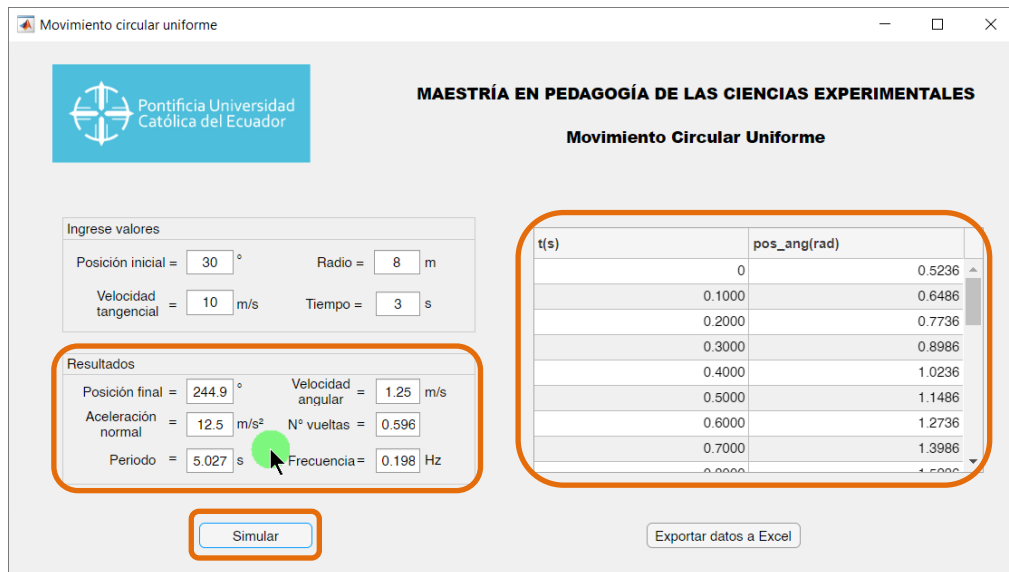 Movimiento circular uniforme
Pontificia Universidad
Católica del Ecuador
MAESTRÍA EN PEDAGOGÍA DE LAS CIENCIAS EXPERIMENTALES
Movimiento Circular Uniforme
Ingrese valores
Posición inicial = 30 ° Radio = 8 m
Velocidad tangencial = 10 m/s Tiempo = 3 s
Resultados
Posición final = 244.9 ° Velocidad angular = 1.25 m/s
Aceleración normal = 12.5 m/s² N° vueltas = 0.596
Periodo = 5.027 s Frecuencia = 0.198 Hz
Simular
t(s) pos_ang(rad)
0 0.5236
0.1000 0.6486
0.2000 0.7736
0.3000 0.8986
0.4000 1.0236
0.5000 1.1486
0.6000 1.2736
0.7000 1.3986
Exportar datos a Excel